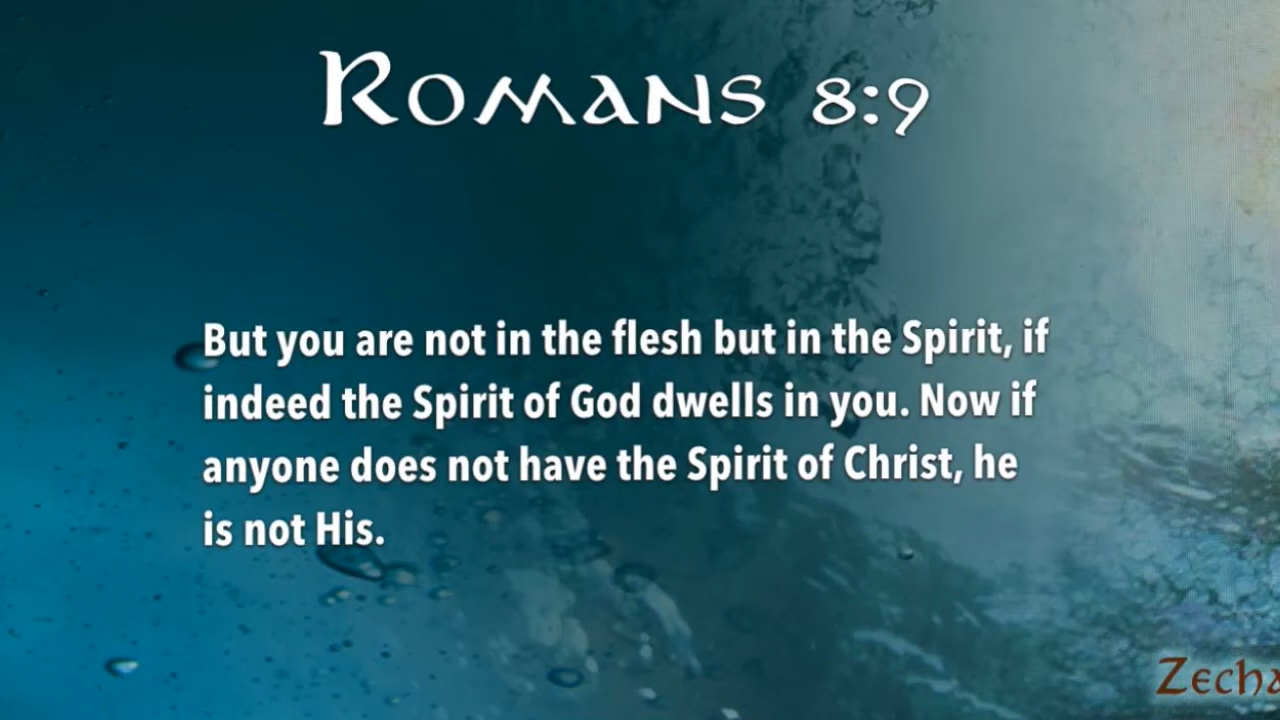 Romans 8:9
But you are not in the flesh but in the Spirit, if
indeed the Spirit of God dwells in you. Now if
anyone does not have the Spirit of Christ, he
is not His.